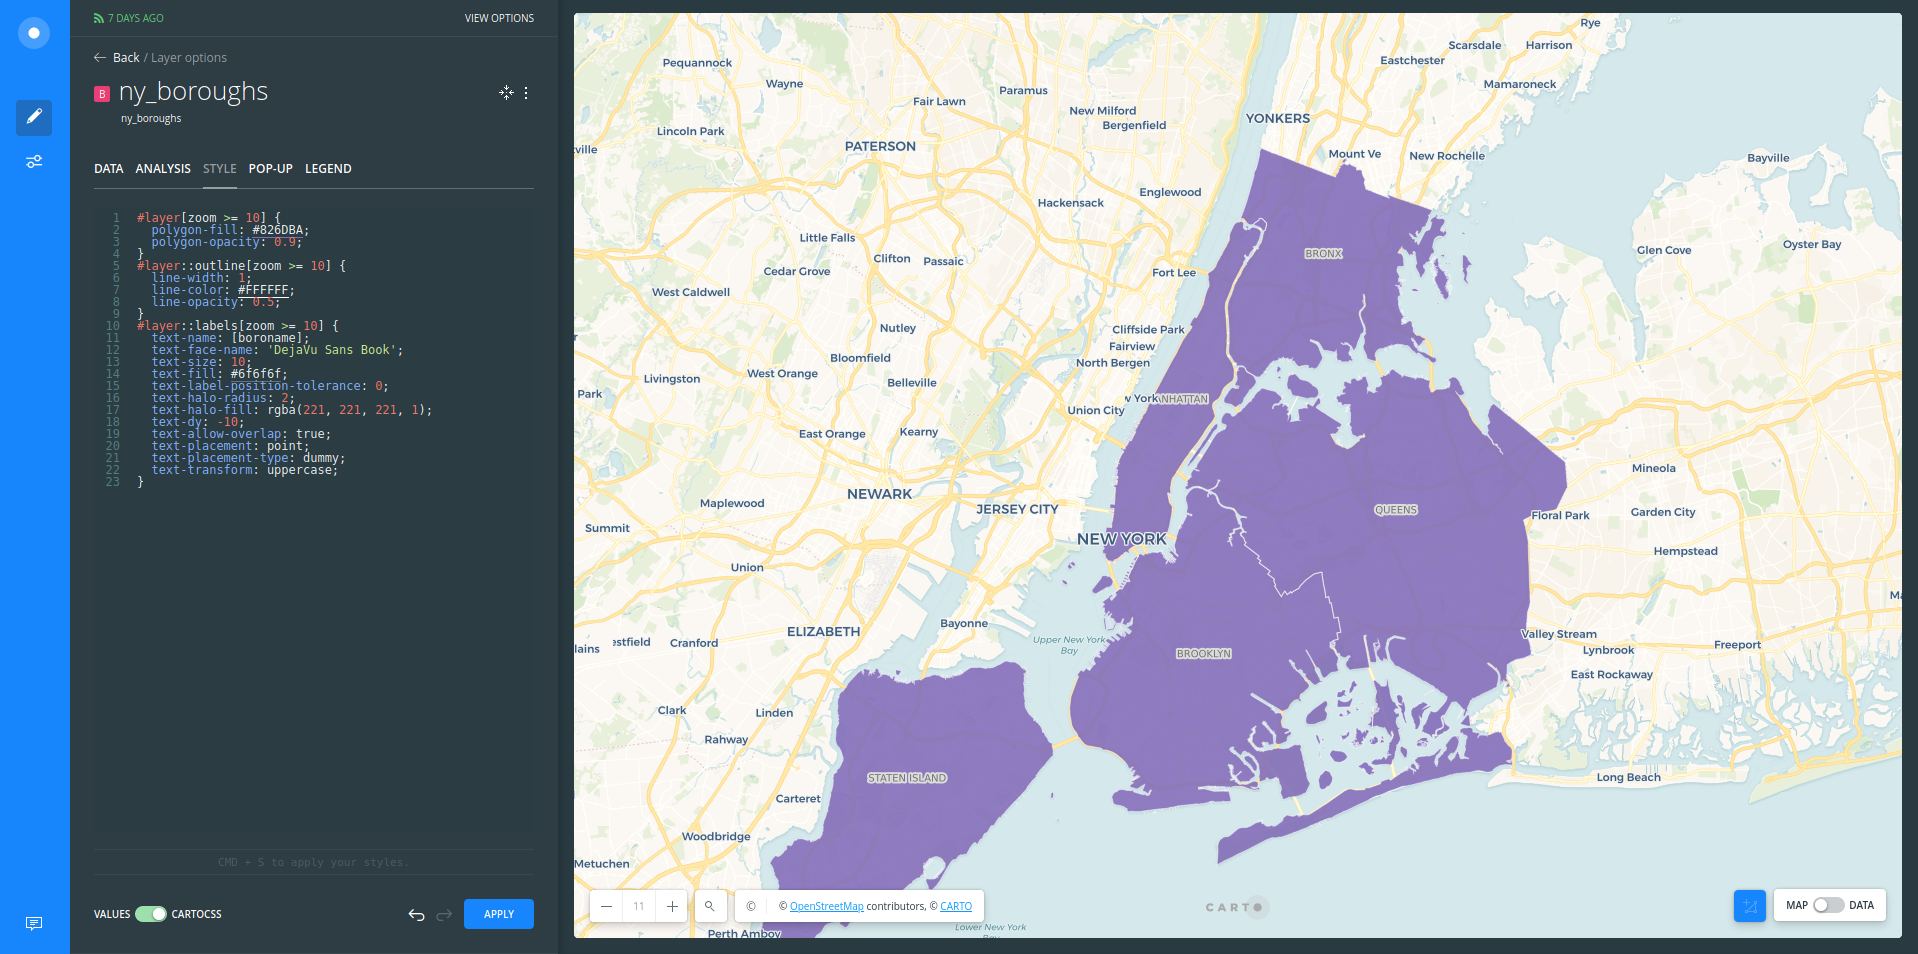 7 DAYS AGO
VIEW OPTIONS
Back / Layer options
B ny_boroughs
ny_boroughs
DATA ANALYSIS STYLE POP-UP LEGEND
1 #layer[zoom >= 10] {
2 polygon-fill: #826DBA;
3 polygon-opacity: 0.9;
4 }
5 #layer::outline[zoom >= 10] {
6 line-width: 1;
7 line-color: #FFFFFF;
8 line-opacity: 0.5;
9 }
10 #layer::labels[zoom >= 10] {
11 text-name: [boroname];
12 text-face-name: 'DejaVu Sans Book';
13 text-size: 10;
14 text-fill: #6f6f6f;
15 text-label-position-tolerance: 0;
16 text-halo-radius: 2;
17 text-halo-fill: rgba(221, 221, 221, 1);
18 text-dy: -10;
19 text-allow-overlap: true;
20 text-placement: point;
21 text-placement-type: dummy;
22 text-transform: uppercase;
23 }
CMD + S to apply your styles.
VALUES CARTOCSS
APPLY
Rye
Scarsdale Harrison
Pequannock Eastchester
Wayne Paramus Mamaroneck
Fair Lawn
New Milford
Bergenfield
YONKERS
Lincoln Park
ville PATERSON
Mount Ve New Rochelle Bayville
Englewood
Hackensack
Little Falls
Glen Cove Oyster Bay
BRONX
Clifton Passaic
Cedar Grove Fort Lee
West Caldwell
Nutley Cliffside Park
Fairview
Bloomfield North Bergen
West Orange
Livingston Belleville
Park
w York NHATTAN
Union City
East Orange Kearny
Mineola
NEWARK
Maplewood
JERSEY CITY QUEENS Floral Park Garden City
Summit
NEW YORK
Hempstead
Union
Ma
Bayonne
ELIZABETH
Upper New York
Bay
Valley Stream
estfield Cranford Freeport
lains BROOKLYN Lynbrook
East Rockaway
Clark Linden
Rahway
STATEN ISLAND Long Beach
Carteret
Woodbridge
Metuchen
11
© © OpenStreetMap contributors, © CARTO
CARTO
MAP DATA
Perth Amboy
Lower New York
Bay